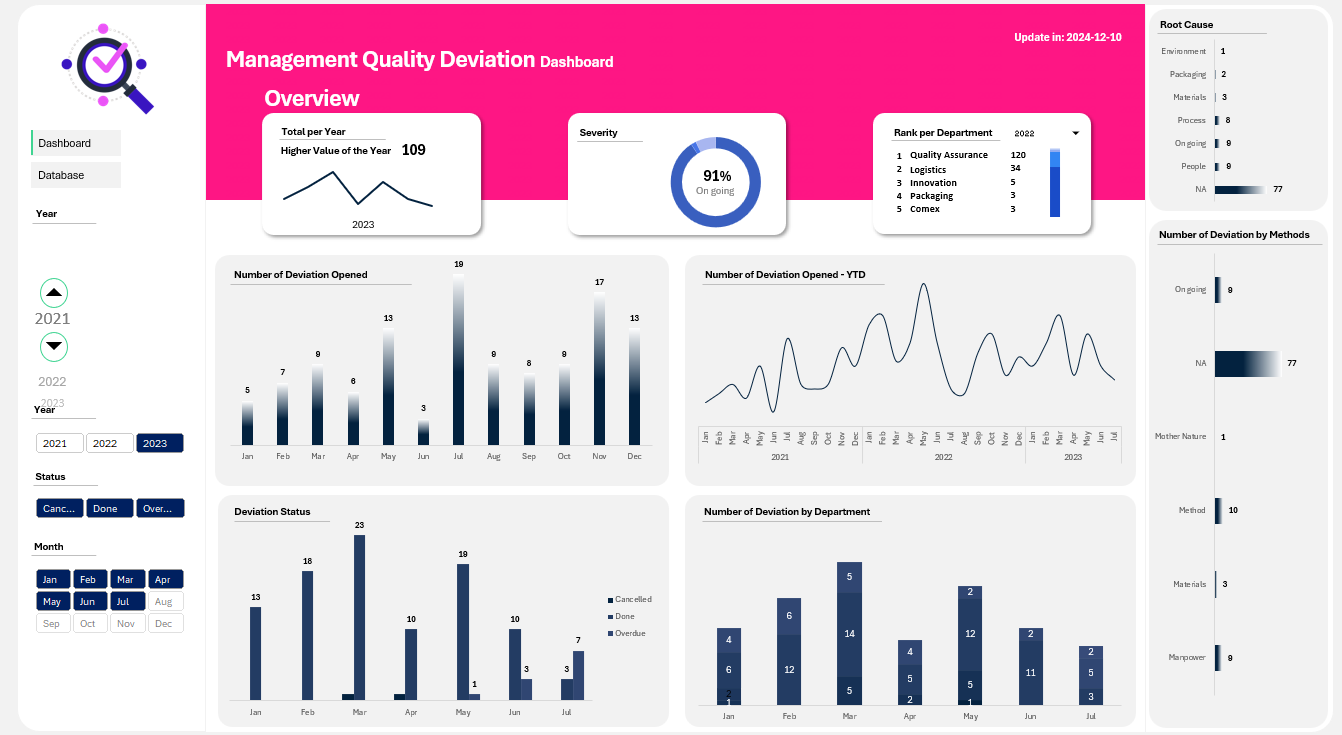 Dashboard
Database
Year
2021
2022
2023
Year
2021 2022 2023
Status
Canc... Done Over...
Month
Jan Feb Mar Apr
May Jun Jul Aug
Sep Oct Nov Dec
Update in: 2024-12-10
Management Quality Deviation Dashboard
Overview
Total per Year
Higher Value of the Year 109
2023
Severity
91%
On going
Rank per Department 2022
1 Quality Assurance 120
2 Logistics 34
3 Innovation 5
4 Packaging 3
5 Comex 3
Number of Deviation Opened
5 7 9 6 13 3 19 9 8 9 17 13
Jan Feb Mar Apr May Jun Jul Aug Sep Oct Nov Dec
Number of Deviation Opened - YTD
Jan Feb Mar Apr May Jun Jul Aug Sep Oct Nov Dec Jan Feb Mar Apr May Jun Jul Aug Sep Oct Nov Dec Jan Feb Mar Apr May Jun Jul
2021 2022 2023
Deviation Status
13 18 23 10 19 1 10 3 3 7
Jan Feb Mar Apr May Jun Jul
Cancelled
Done
Overdue
Number of Deviation by Department
4 6 2 1
6 12
5 14 5
4 5 2
2 12 5 1
2 11
2 5 3
Jan Feb Mar Apr May Jun Jul
Root Cause
Environment 1
Packaging 2
Materials 3
Process 8
On going 9
People 9
NA 77
Number of Deviation by Methods
On going 9
NA 77
Mother Nature 1
Method 10
Materials 3
Manpower 9